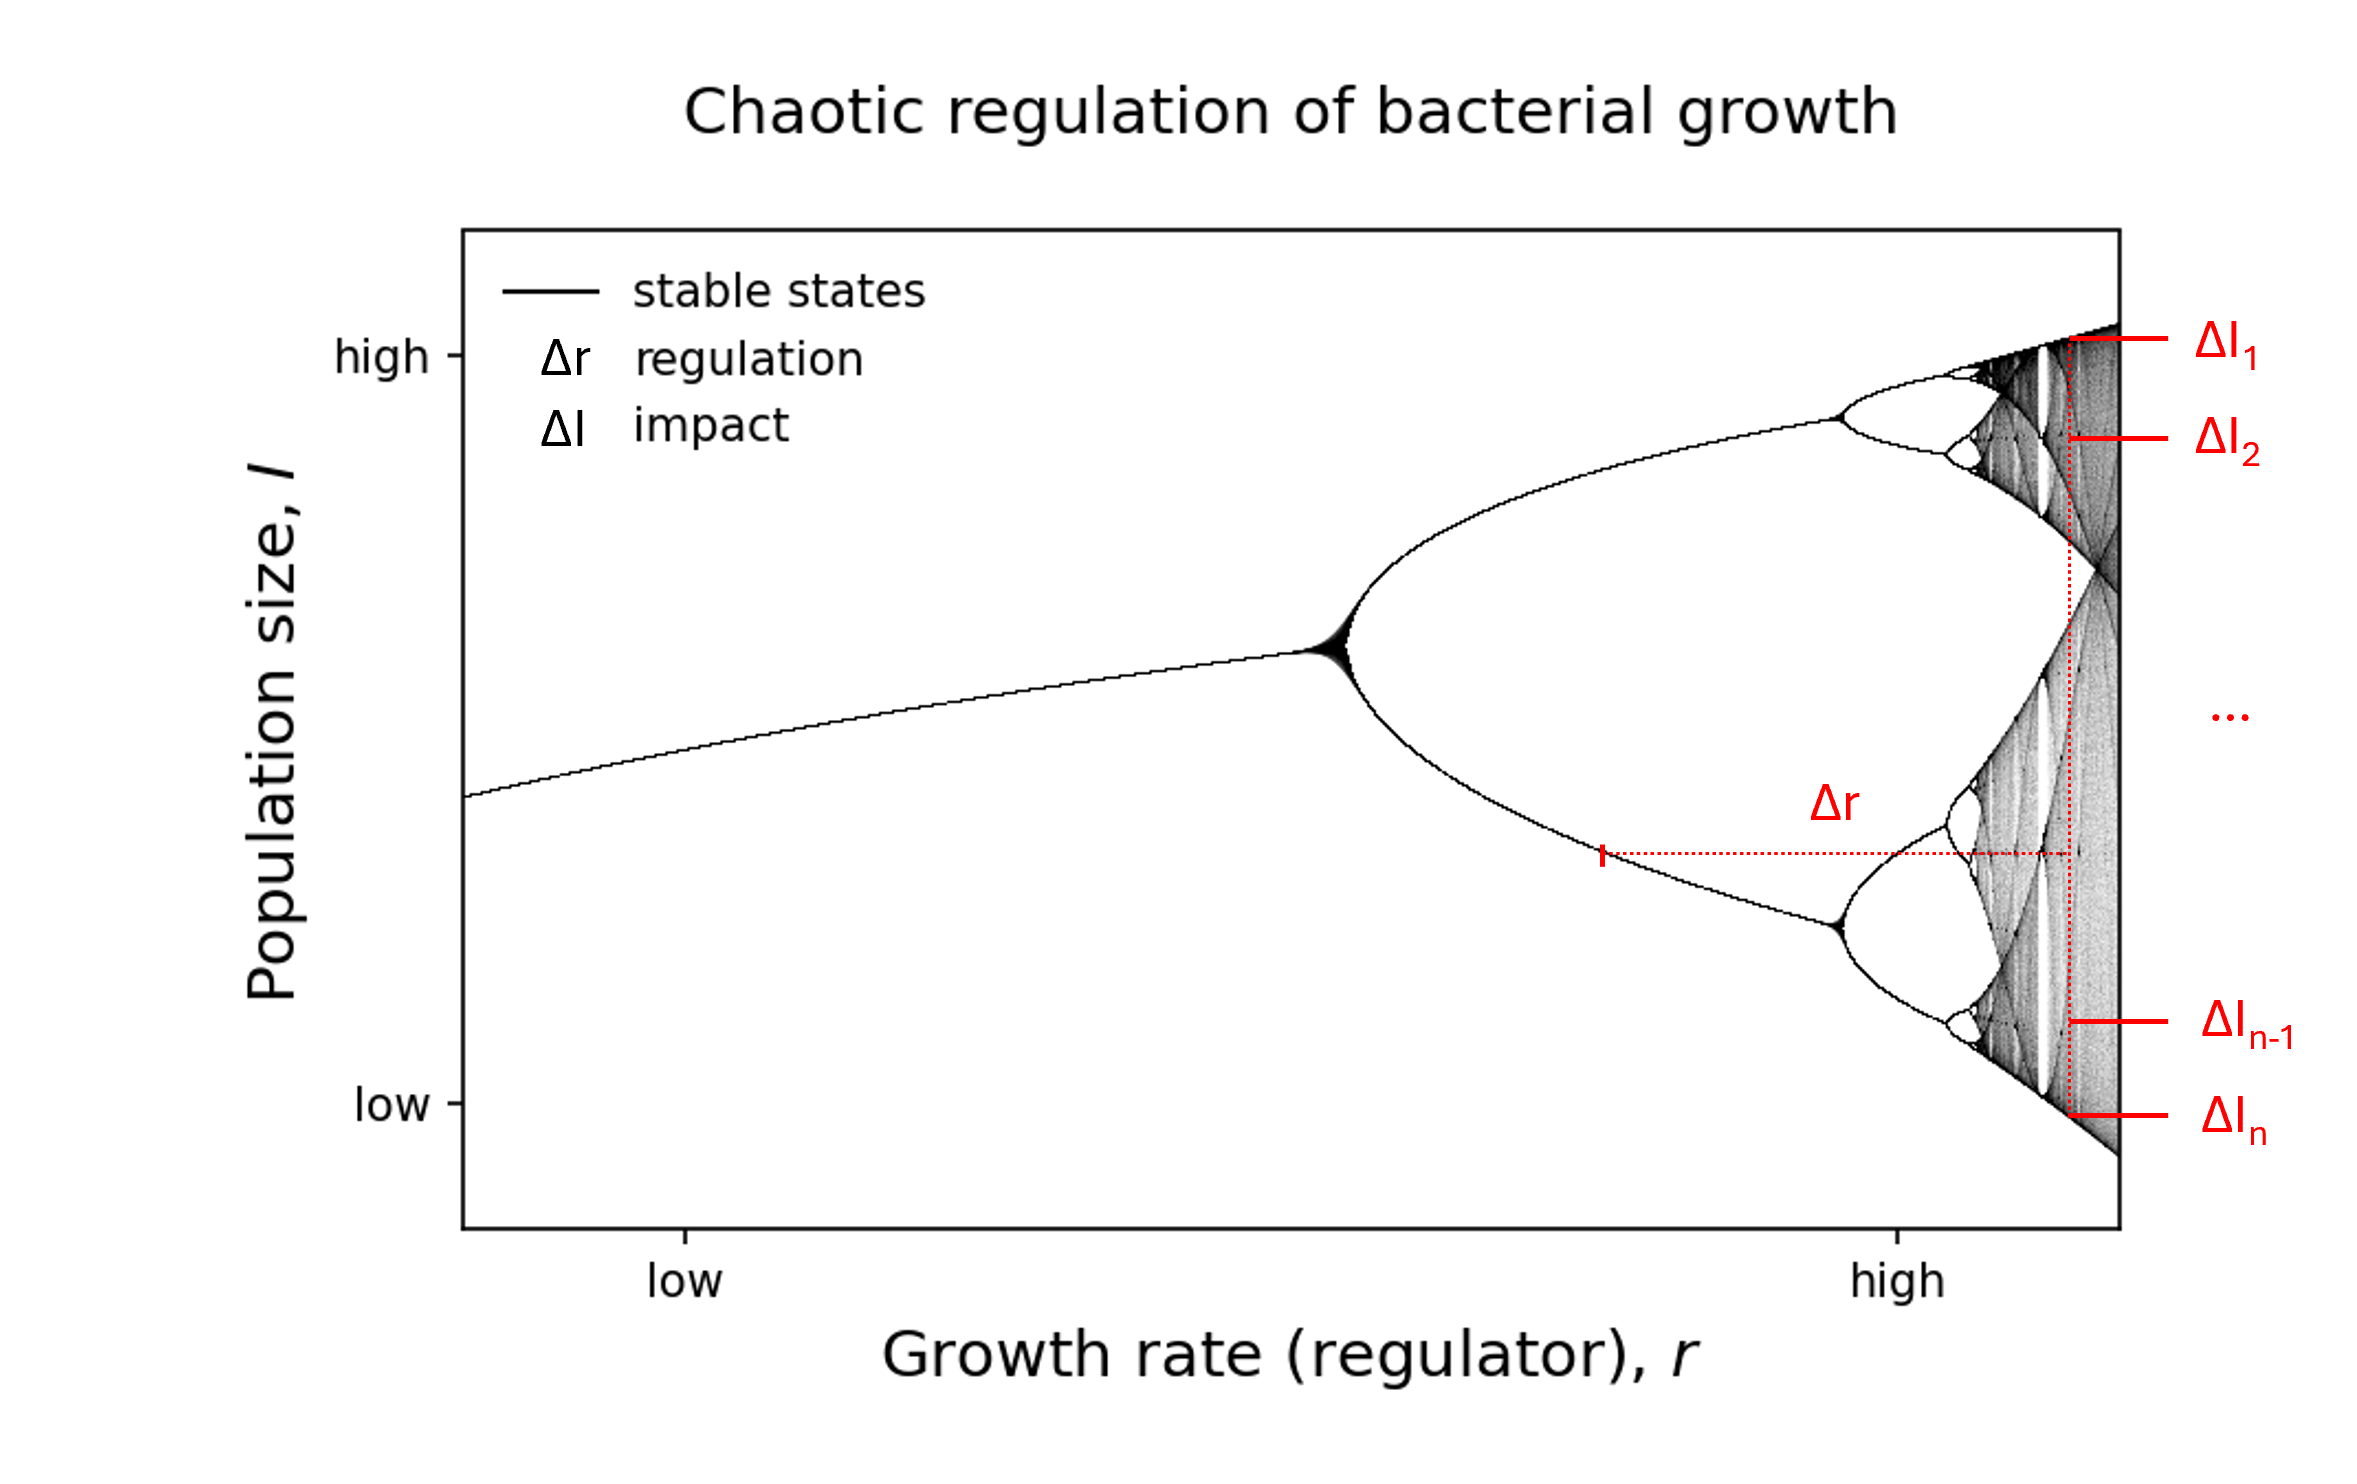 Chaotic regulation of bacterial growth
stable states
Δr regulation
ΔI impact
high
low
Population size, I
ΔI₁
ΔI₂
...
Δr
ΔIₙ₋₁
ΔIₙ
low
high
Growth rate (regulator), r